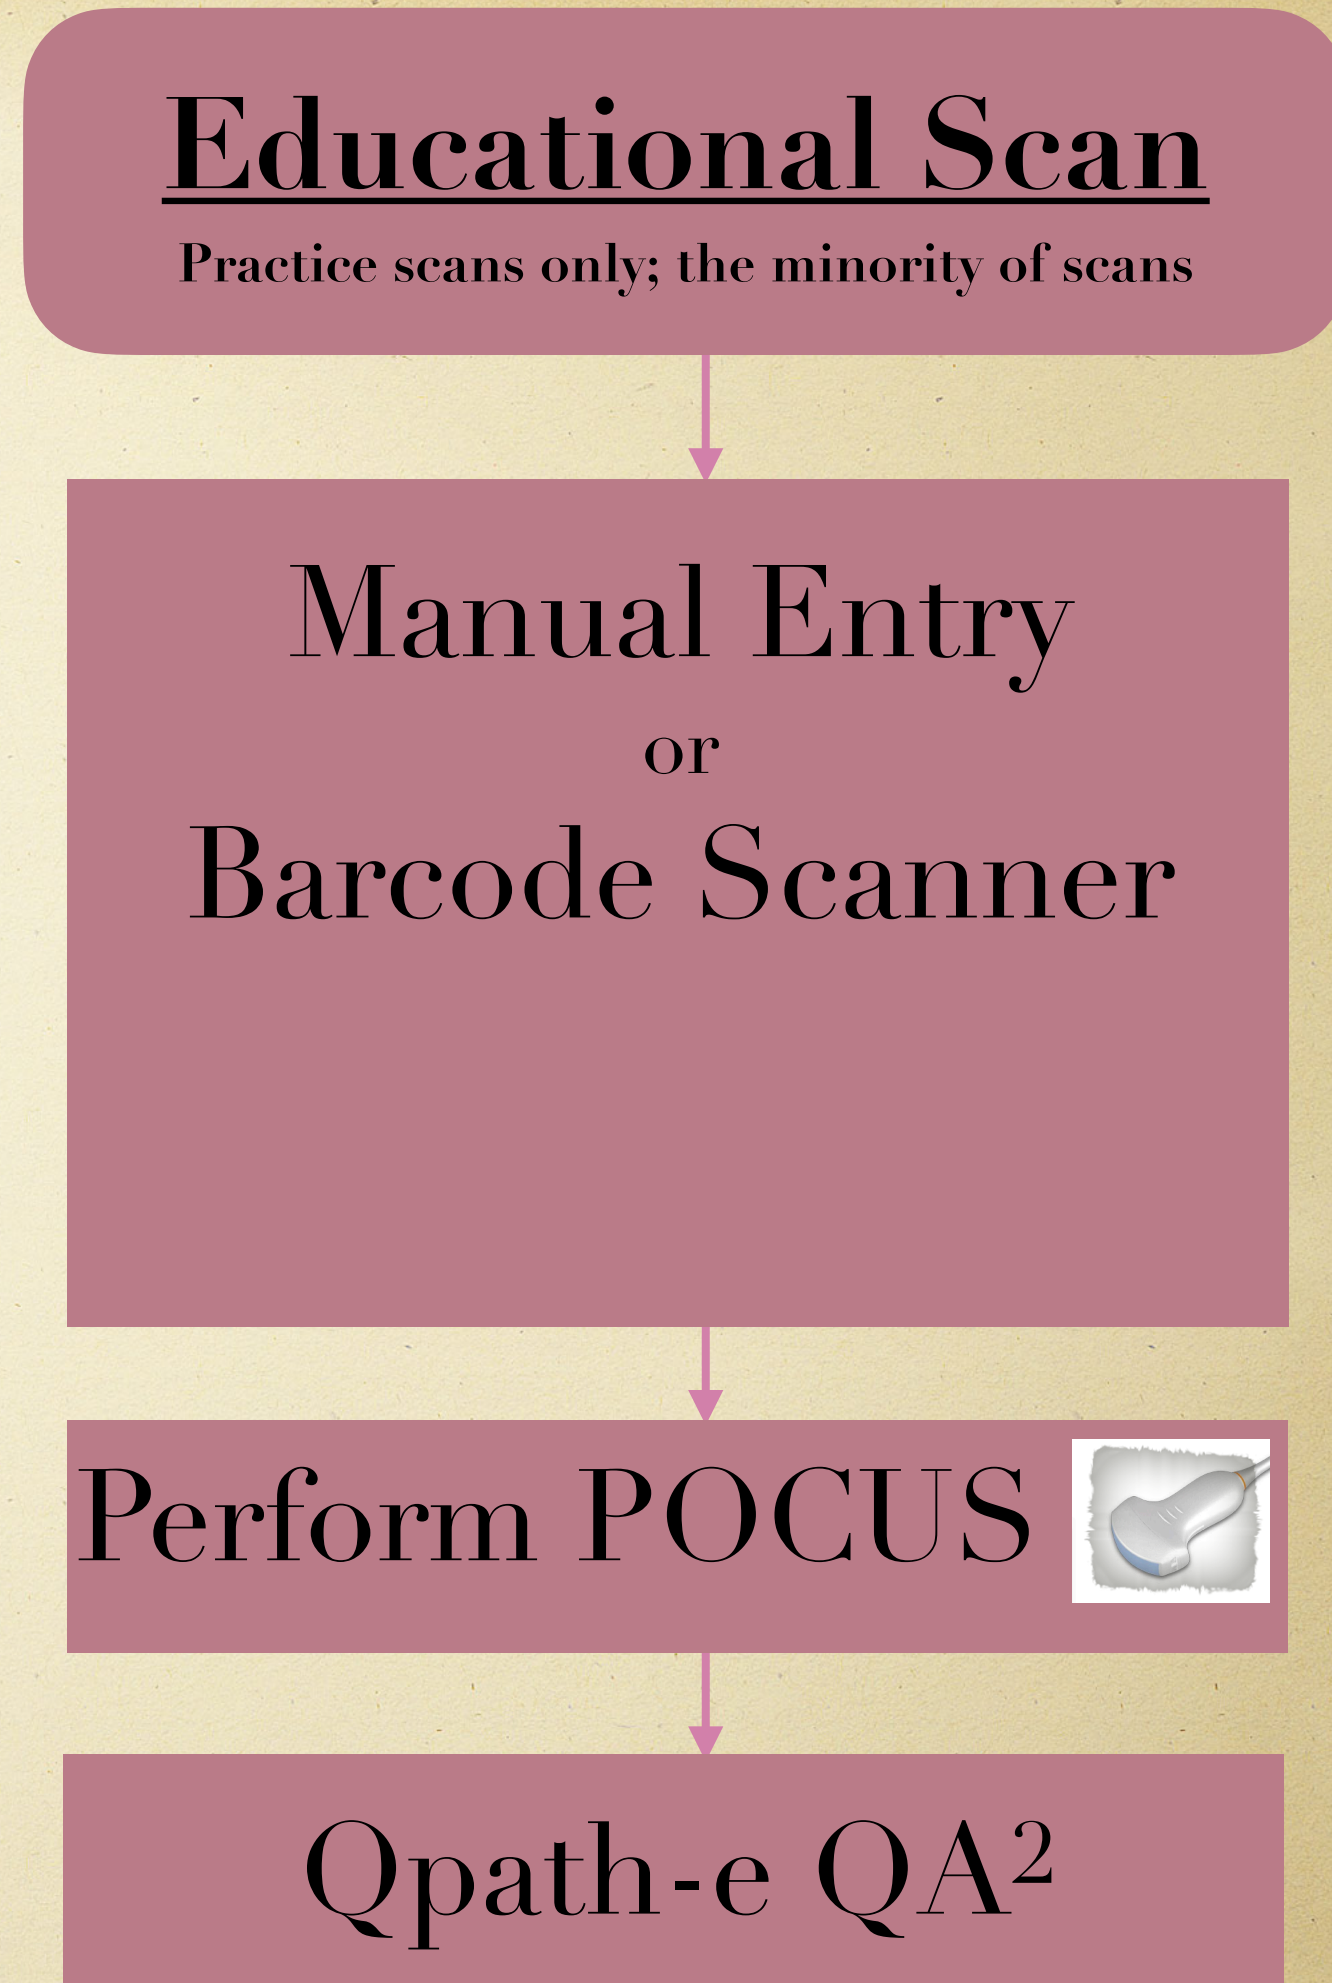 Educational Scan
Practice scans only; the minority of scans
Manual Entry
or
Barcode Scanner
Perform POCUS
Qpath-e QA²